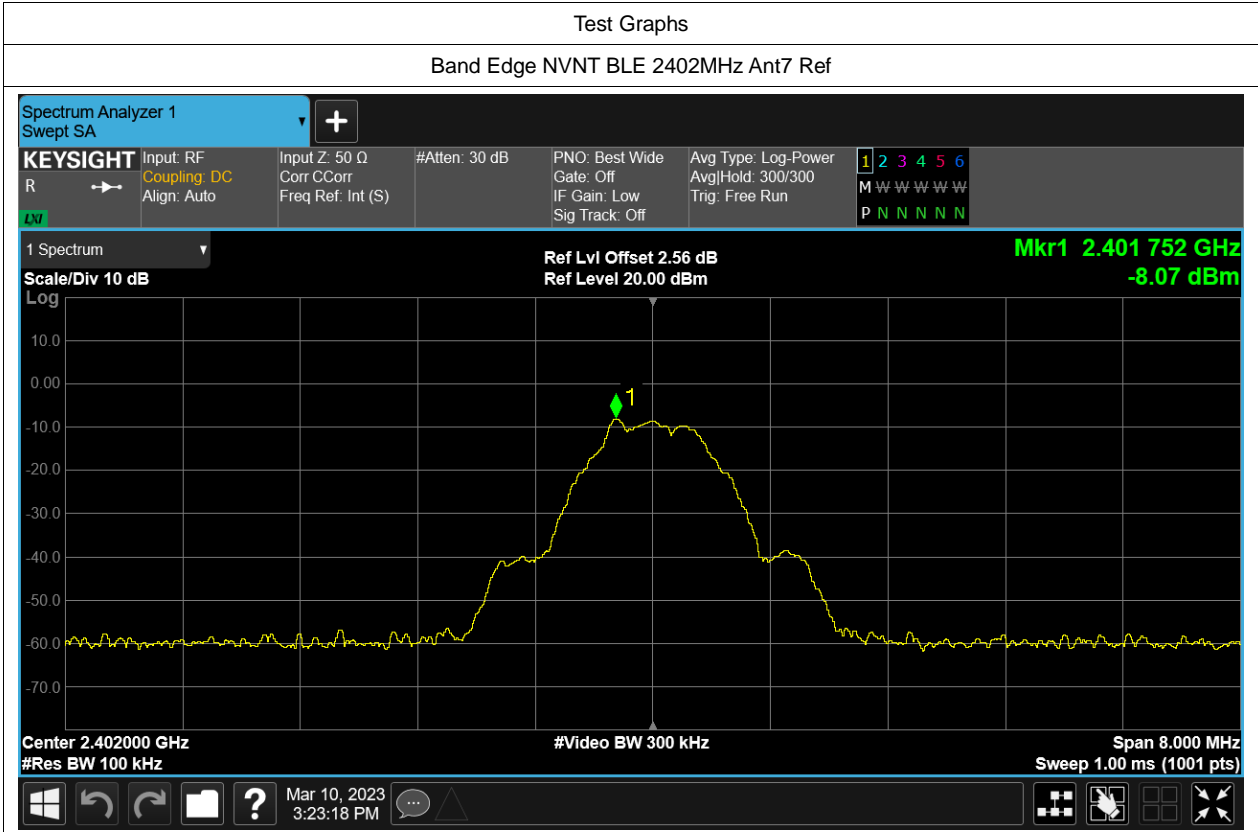 Test Graphs
Band Edge NVNT BLE 2402MHz Ant7 Ref
Spectrum Analyzer 1
Swept SA
KEYSIGHT
R
LXI
Input: RF
Coupling: DC
Align: Auto
Input Z: 50 Ω
Corr CCorr
Freq Ref: Int (S)
#Atten: 30 dB
PNO: Best Wide
Gate: Off
IF Gain: Low
Sig Track: Off
Avg Type: Log-Power
Avg|Hold: 300/300
Trig: Free Run
1 2 3 4 5 6
M W W W W W
P N N N N N
1 Spectrum
Scale/Div 10 dB
Ref Lvl Offset 2.56 dB
Ref Level 20.00 dBm
Mkr1 2.401 752 GHz
-8.07 dBm
Log
10.0
0.00
-10.0
-20.0
-30.0
-40.0
-50.0
-60.0
-70.0
1
Center 2.402000 GHz
#Res BW 100 kHz
#Video BW 300 kHz
Span 8.000 MHz
Sweep 1.00 ms (1001 pts)
?
Mar 10, 2023
3:23:18 PM